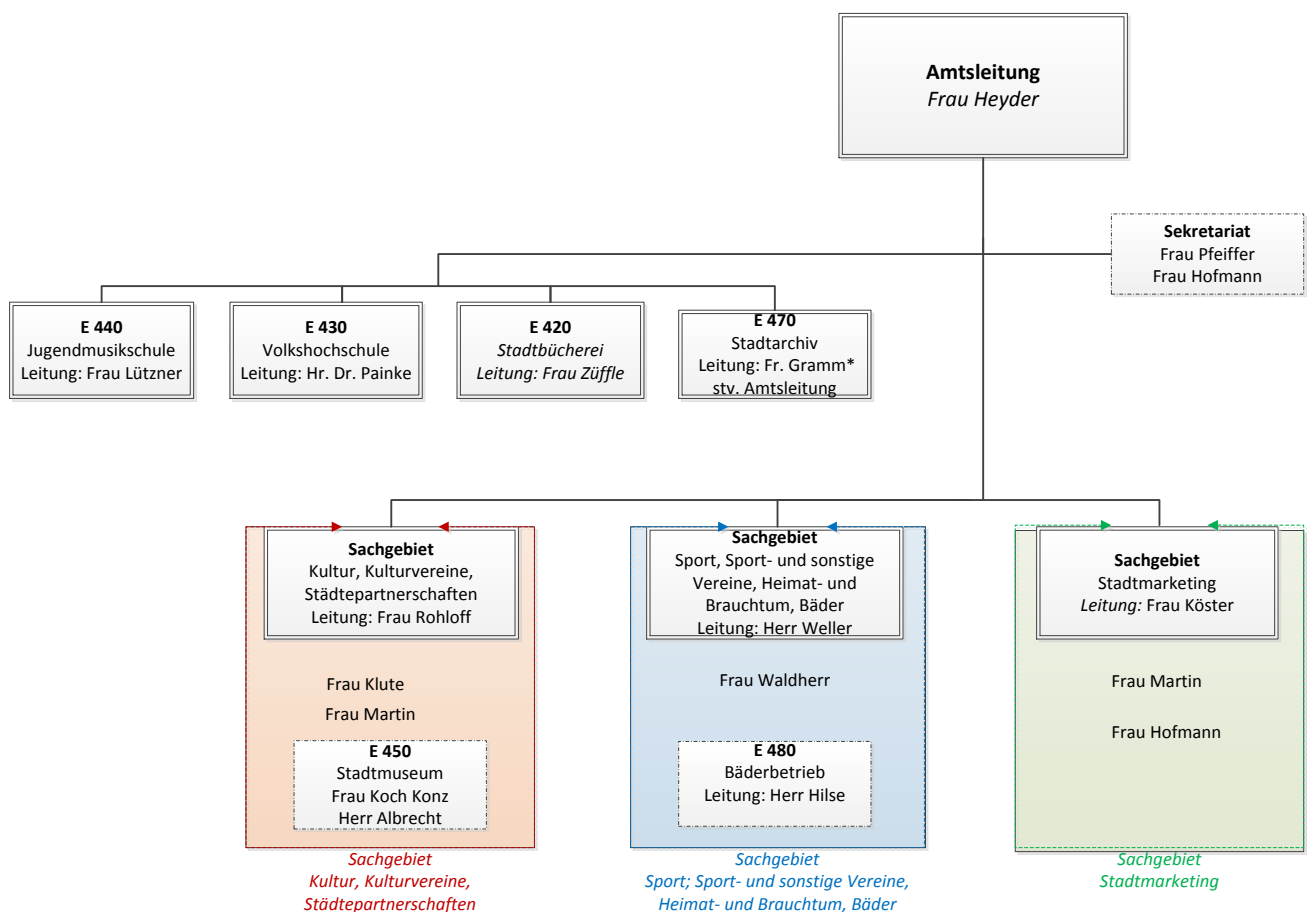 Amtsleitung
Frau Heyder
Sekretariat
Frau Pfeiffer
Frau Hofmann
E 440
Jugendmusikschule
Leitung: Frau Lützner
E 430
Volkshochschule
Leitung: Hr. Dr. Painke
E 420
Stadtbücherei
Leitung: Frau Züffle
E 470
Stadtarchiv
Leitung: Fr. Gramm*
stv. Amtsleitung
Sachgebiet
Kultur, Kulturvereine,
Städtepartnerschaften
Leitung: Frau Rohloff
Frau Klute
Frau Martin
E 450
Stadtmuseum
Frau Koch Konz
Herr Albrecht
Sachgebiet
Kultur, Kulturvereine,
Städtepartnerschaften
Sachgebiet
Sport, Sport- und sonstige
Vereine, Heimat- und
Brauchtum, Bäder
Leitung: Herr Weller
Frau Waldherr
E 480
Bäderbetrieb
Leitung: Herr Hilse
Sachgebiet
Sport; Sport- und sonstige Vereine,
Heimat- und Brauchtum, Bäder
Sachgebiet
Stadtmarketing
Leitung: Frau Köster
Frau Martin
Frau Hofmann
Sachgebiet
Stadtmarketing